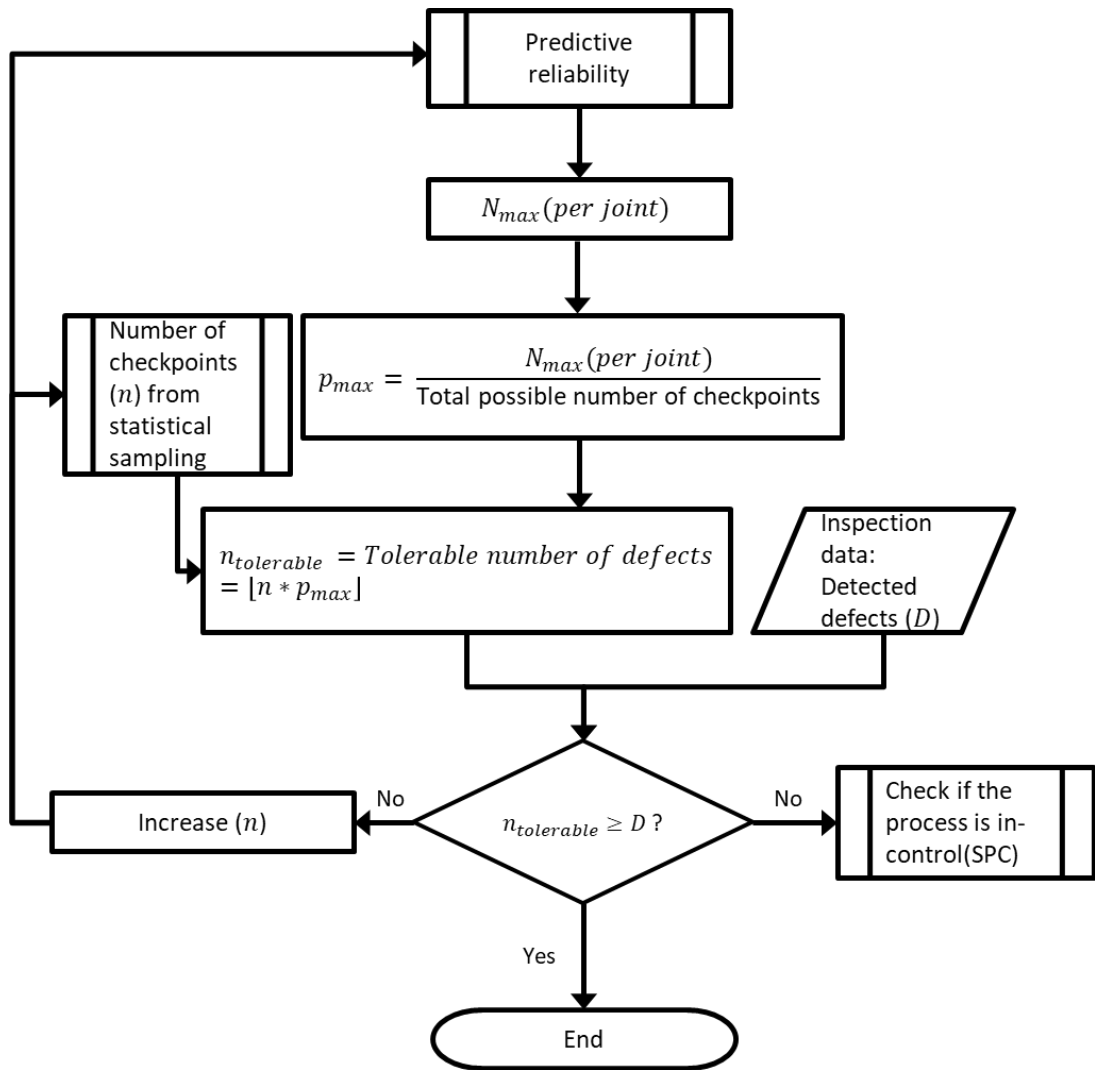 Predictive
reliability
N_max(per joint)
Number of
checkpoints
(n) from
statistical
sampling
p_max = N_max(per joint) / Total possible number of checkpoints
n_tolerable = Tolerable number of defects
= ⌊n * p_max⌋
Inspection
data:
Detected
defects (D)
No
No
Increase (n)
n_tolerable ≥ D ?
Check if the
process is in-
control(SPC)
Yes
End